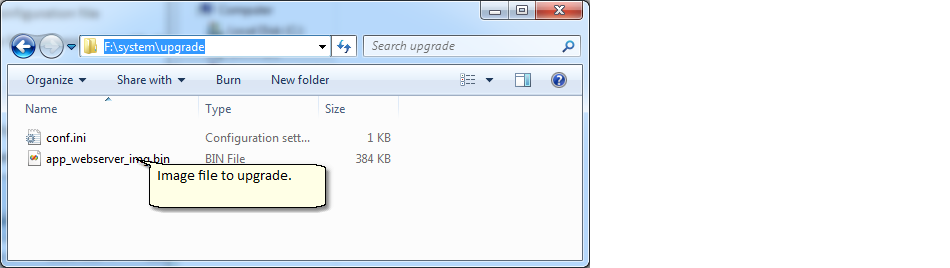 Computer
F:\system\upgrade
Search upgrade
Organize Share with Burn New folder
Name Type Size
conf.ini Configuration sett... 1 KB
app_webserver_img.bin BIN File 384 KB
Image file to upgrade.